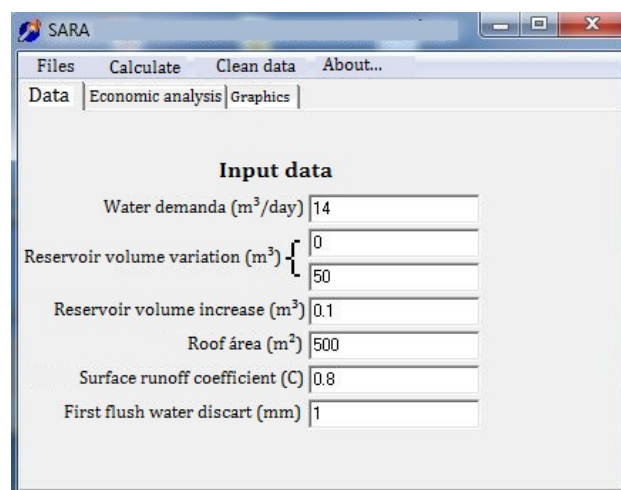 SARA
Files Calculate Clean data About...
Data Economic analysis Graphics
Input data
Water demanda (m³/day) 14
Reservoir volume variation (m³) { 0
50
Reservoir volume increase (m³) 0.1
Roof área (m²) 500
Surface runoff coefficient (C) 0.8
First flush water discart (mm) 1